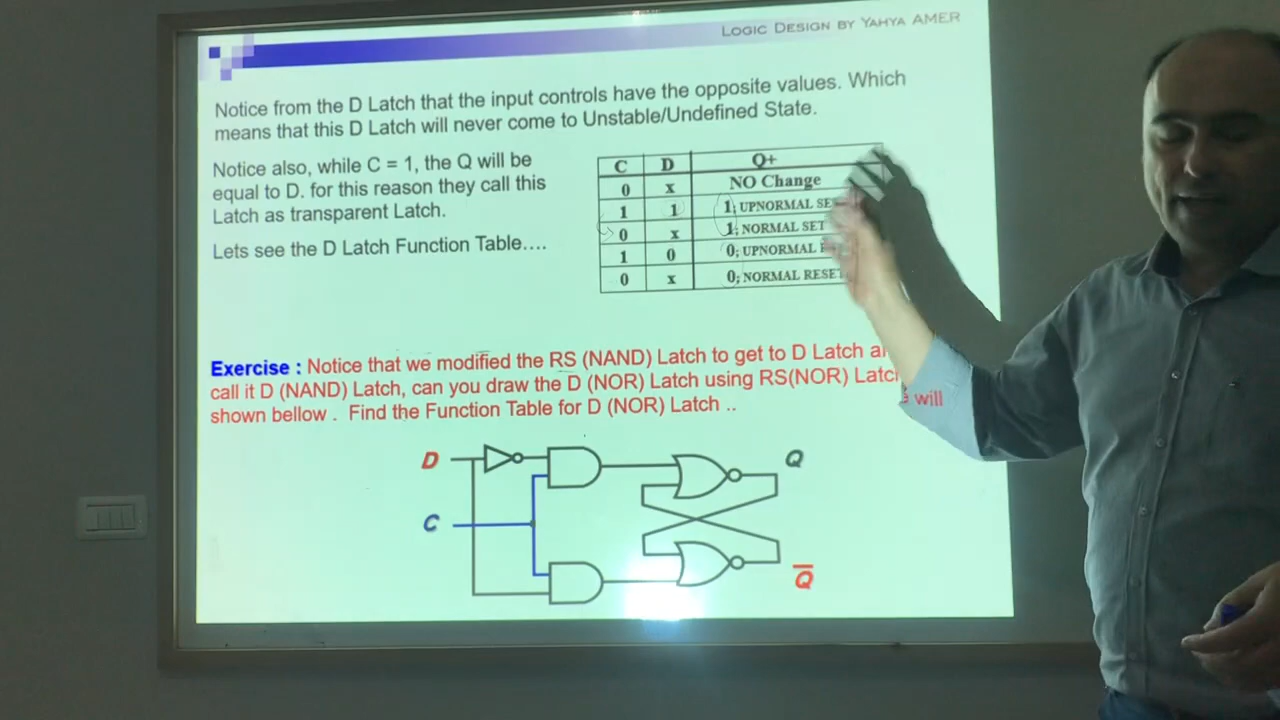 LOGIC DESIGN BY YAHYA AMER
Notice from the D Latch that the input controls have the opposite values. Which
means that this D Latch will never come to Unstable/Undefined State.
Notice also, while C = 1, the Q will be
equal to D. for this reason they call this
Latch as transparent Latch.
Lets see the D Latch Function Table....
C D Q+
0 x NO Change
1 1 1; UPNORMAL SE
0 x 1; NORMAL SET
1 0 0; UPNORMAL
0 x 0; NORMAL RESET
Exercise : Notice that we modified the RS (NAND) Latch to get to D Latch
call it D (NAND) Latch, can you draw the D (NOR) Latch using RS(NOR) Latc
will
shown bellow . Find the Function Table for D (NOR) Latch ..
D
Q
C
Q̅